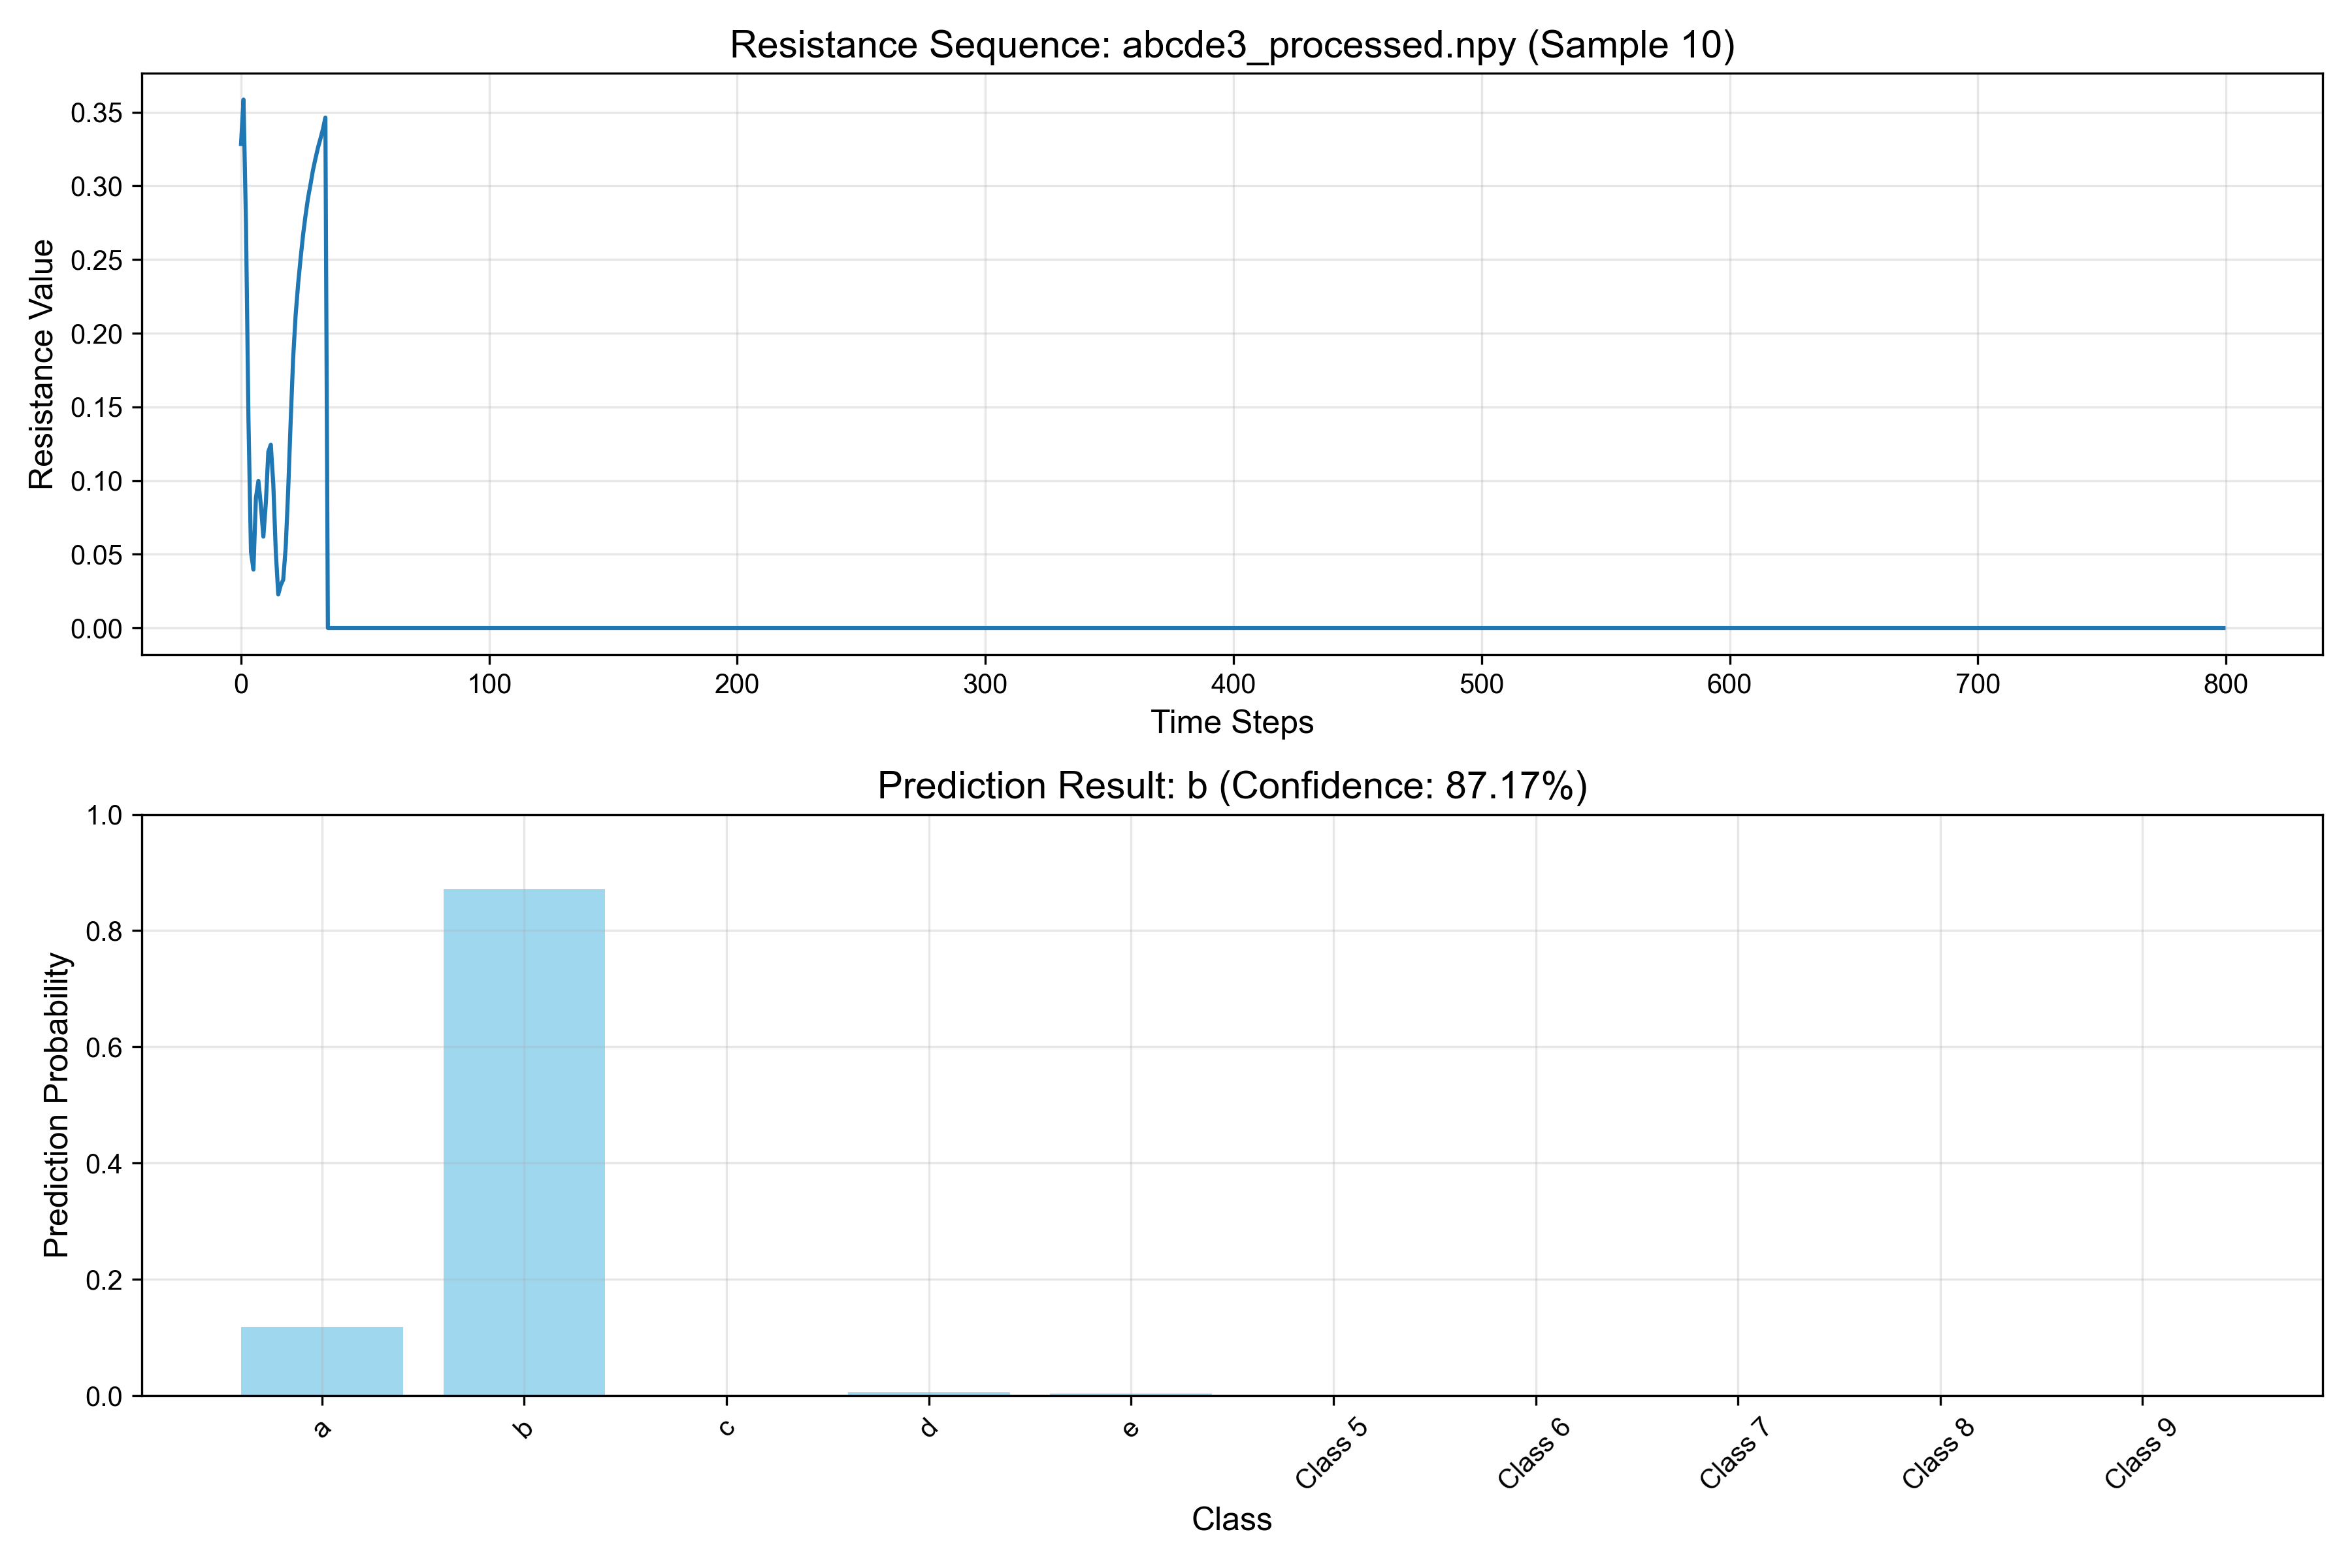 Resistance Sequence: abcde3_processed.npy (Sample 10)
Resistance Value
0.35
0.30
0.25
0.20
0.15
0.10
0.05
0.00
0 100 200 300 400 500 600 700 800
Time Steps
Prediction Result: b (Confidence: 87.17%)
Prediction Probability
1.0
0.8
0.6
0.4
0.2
0.0
a b c d e Class 5 Class 6 Class 7 Class 8 Class 9
Class